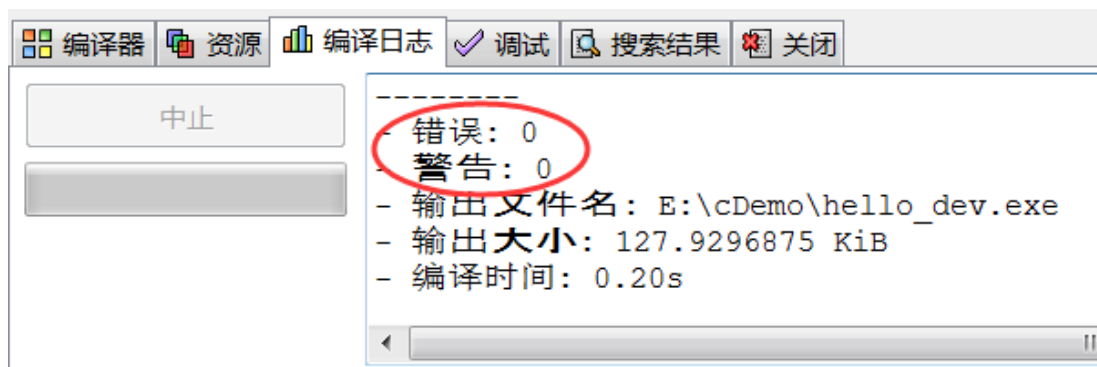 编译器 资源 编译日志 调试 搜索结果 关闭
中止
--------
- 错误: 0
- 警告: 0
- 输出文件名: E:\cDemo\hello_dev.exe
- 输出大小: 127.9296875 KiB
- 编译时间: 0.20s